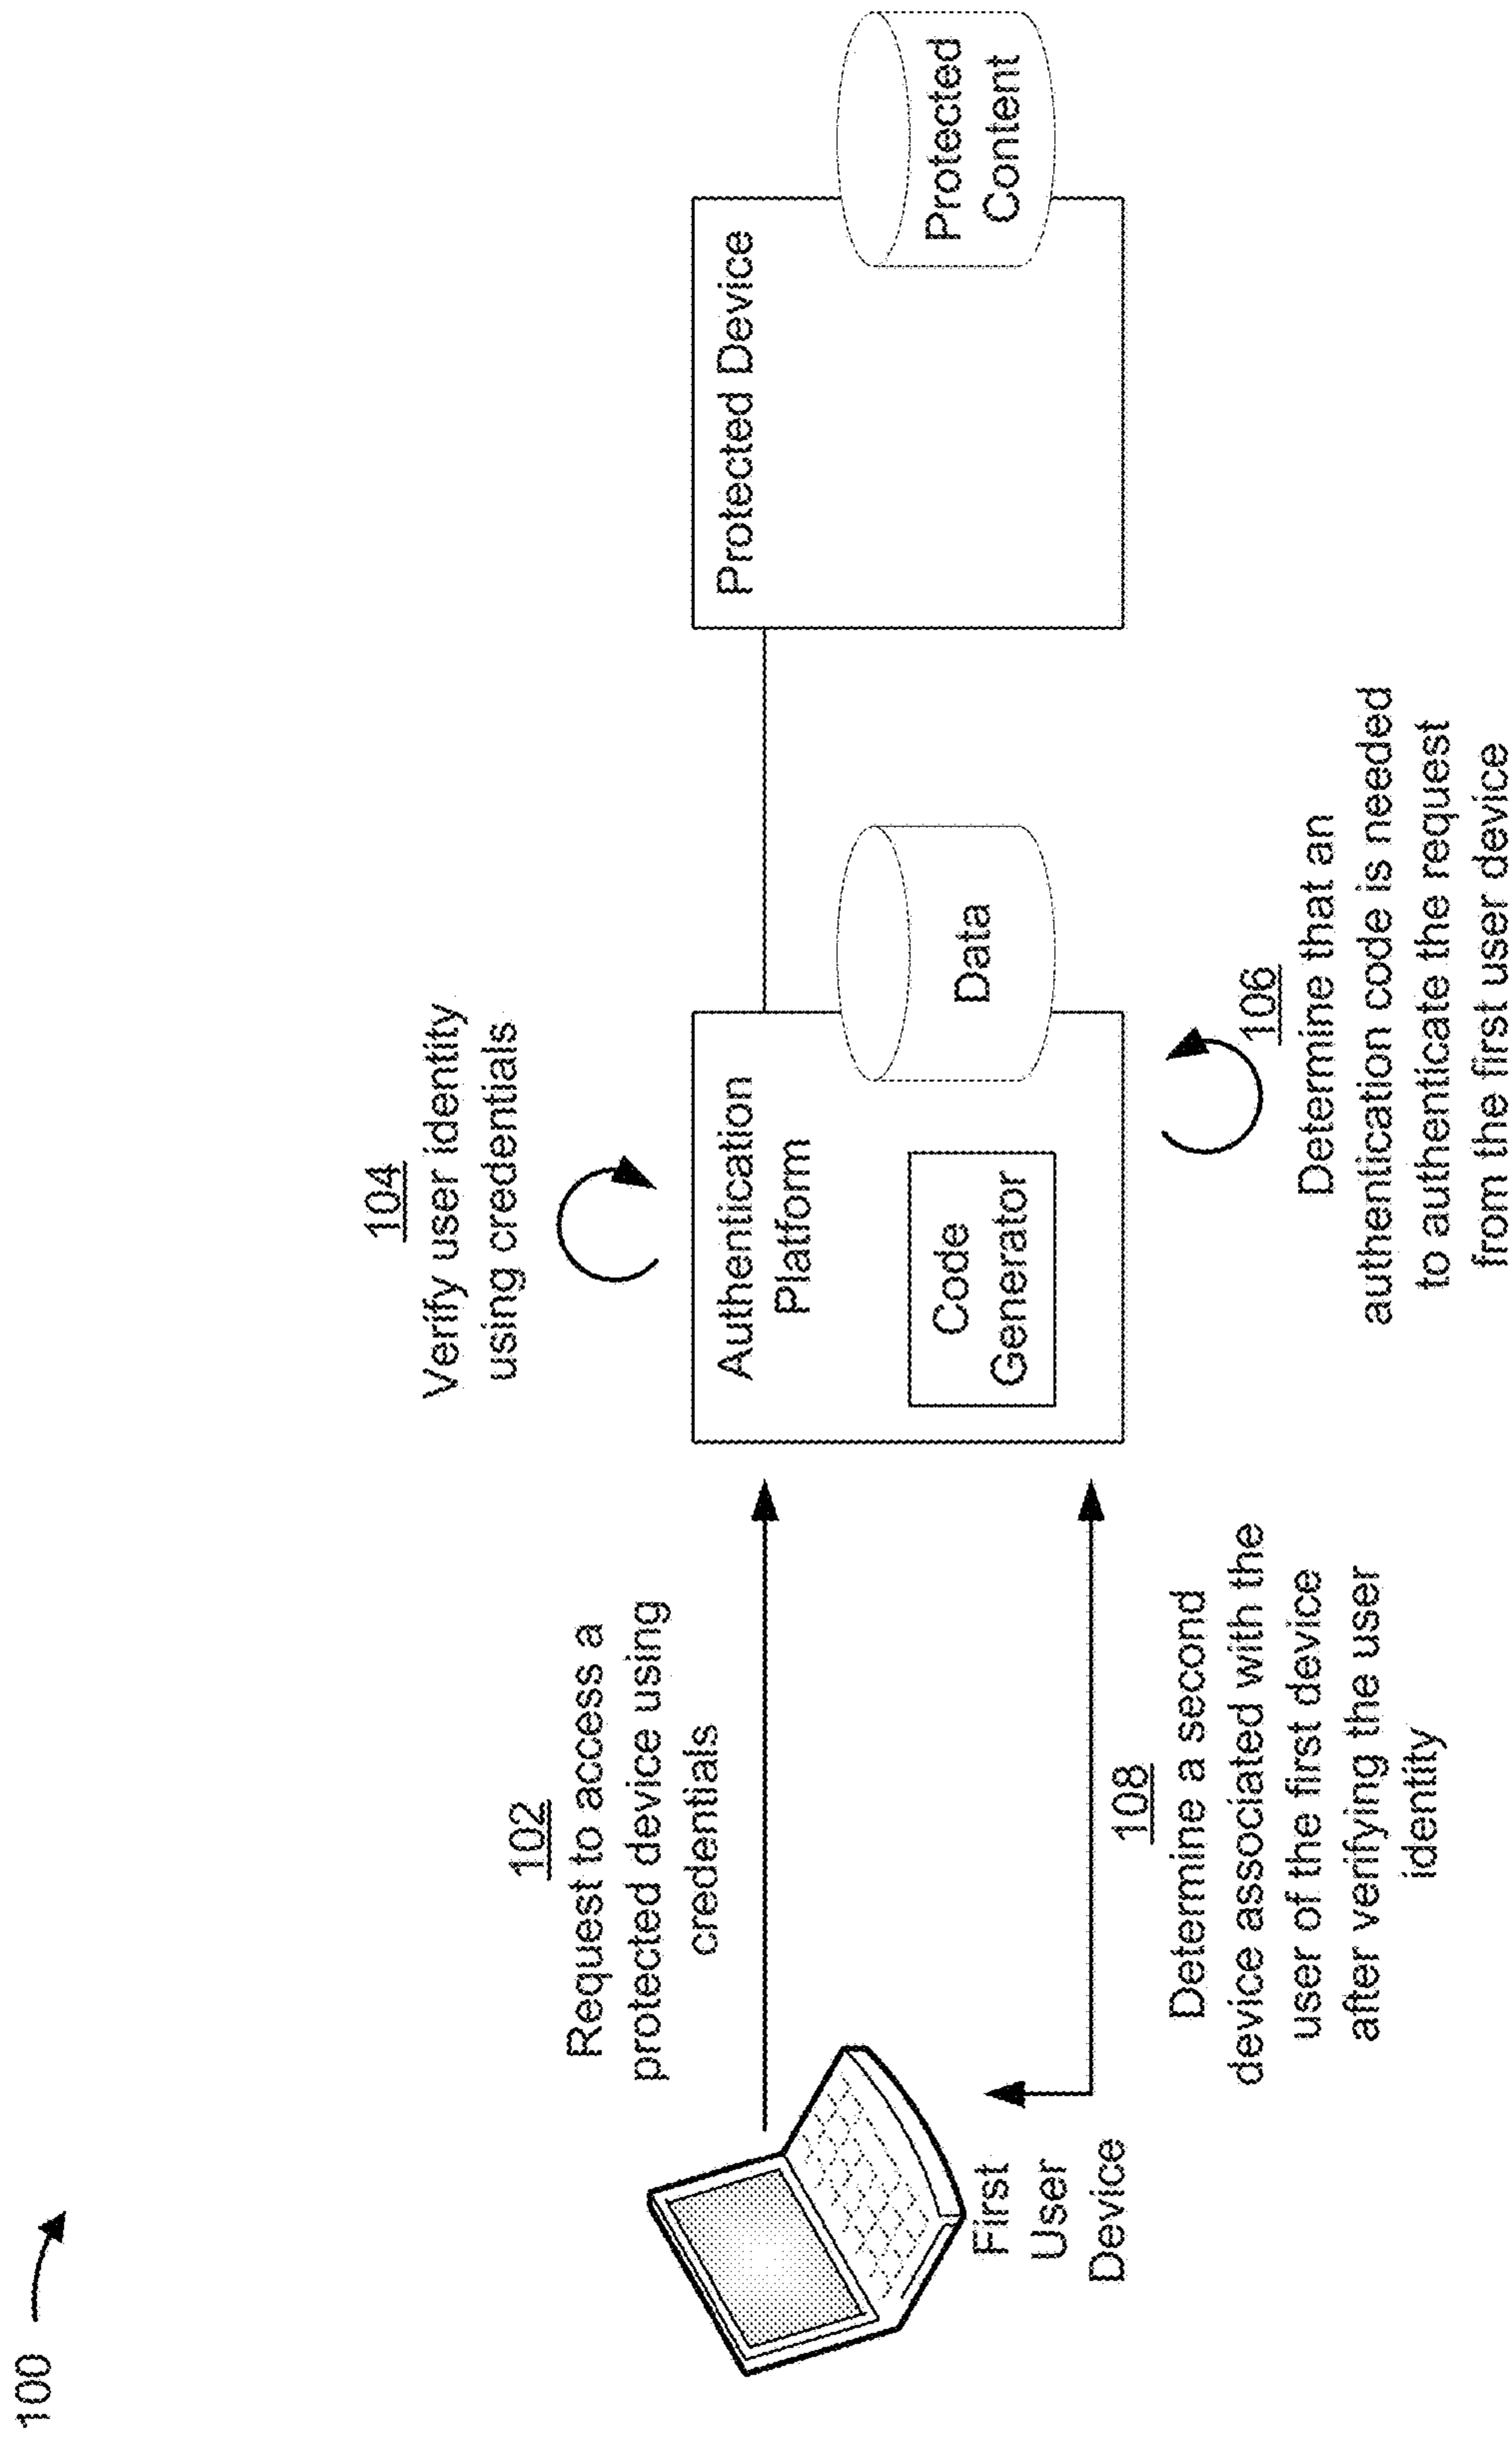 100
102
Request to access a
protected device using
credentials
104
Verify user identity
using credentials
Authentication
Platform
Code
Generator
Data
Protected Device
Protected
Content
First
User
Device
108
Determine a second
device associated with the
user of the first device
after verifying the user
identity
106
Determine that an
authentication code is needed
to authenticate the request
from the first user device